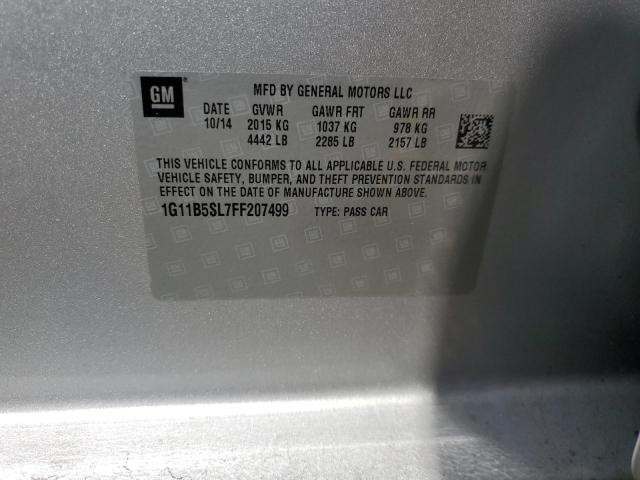 GM MFD BY GENERAL MOTORS LLC
DATE GVWR GAWR FRT GAWR RR
10/14 2015 KG 1037 KG 978 KG
4442 LB 2285 LB 2157 LB
THIS VEHICLE CONFORMS TO ALL APPLICABLE U.S. FEDERAL MOTOR
VEHICLE SAFETY, BUMPER, AND THEFT PREVENTION STANDARDS IN
EFFECT ON THE DATE OF MANUFACTURE SHOWN ABOVE.
1G11B5SL7FF207499 TYPE: PASS CAR